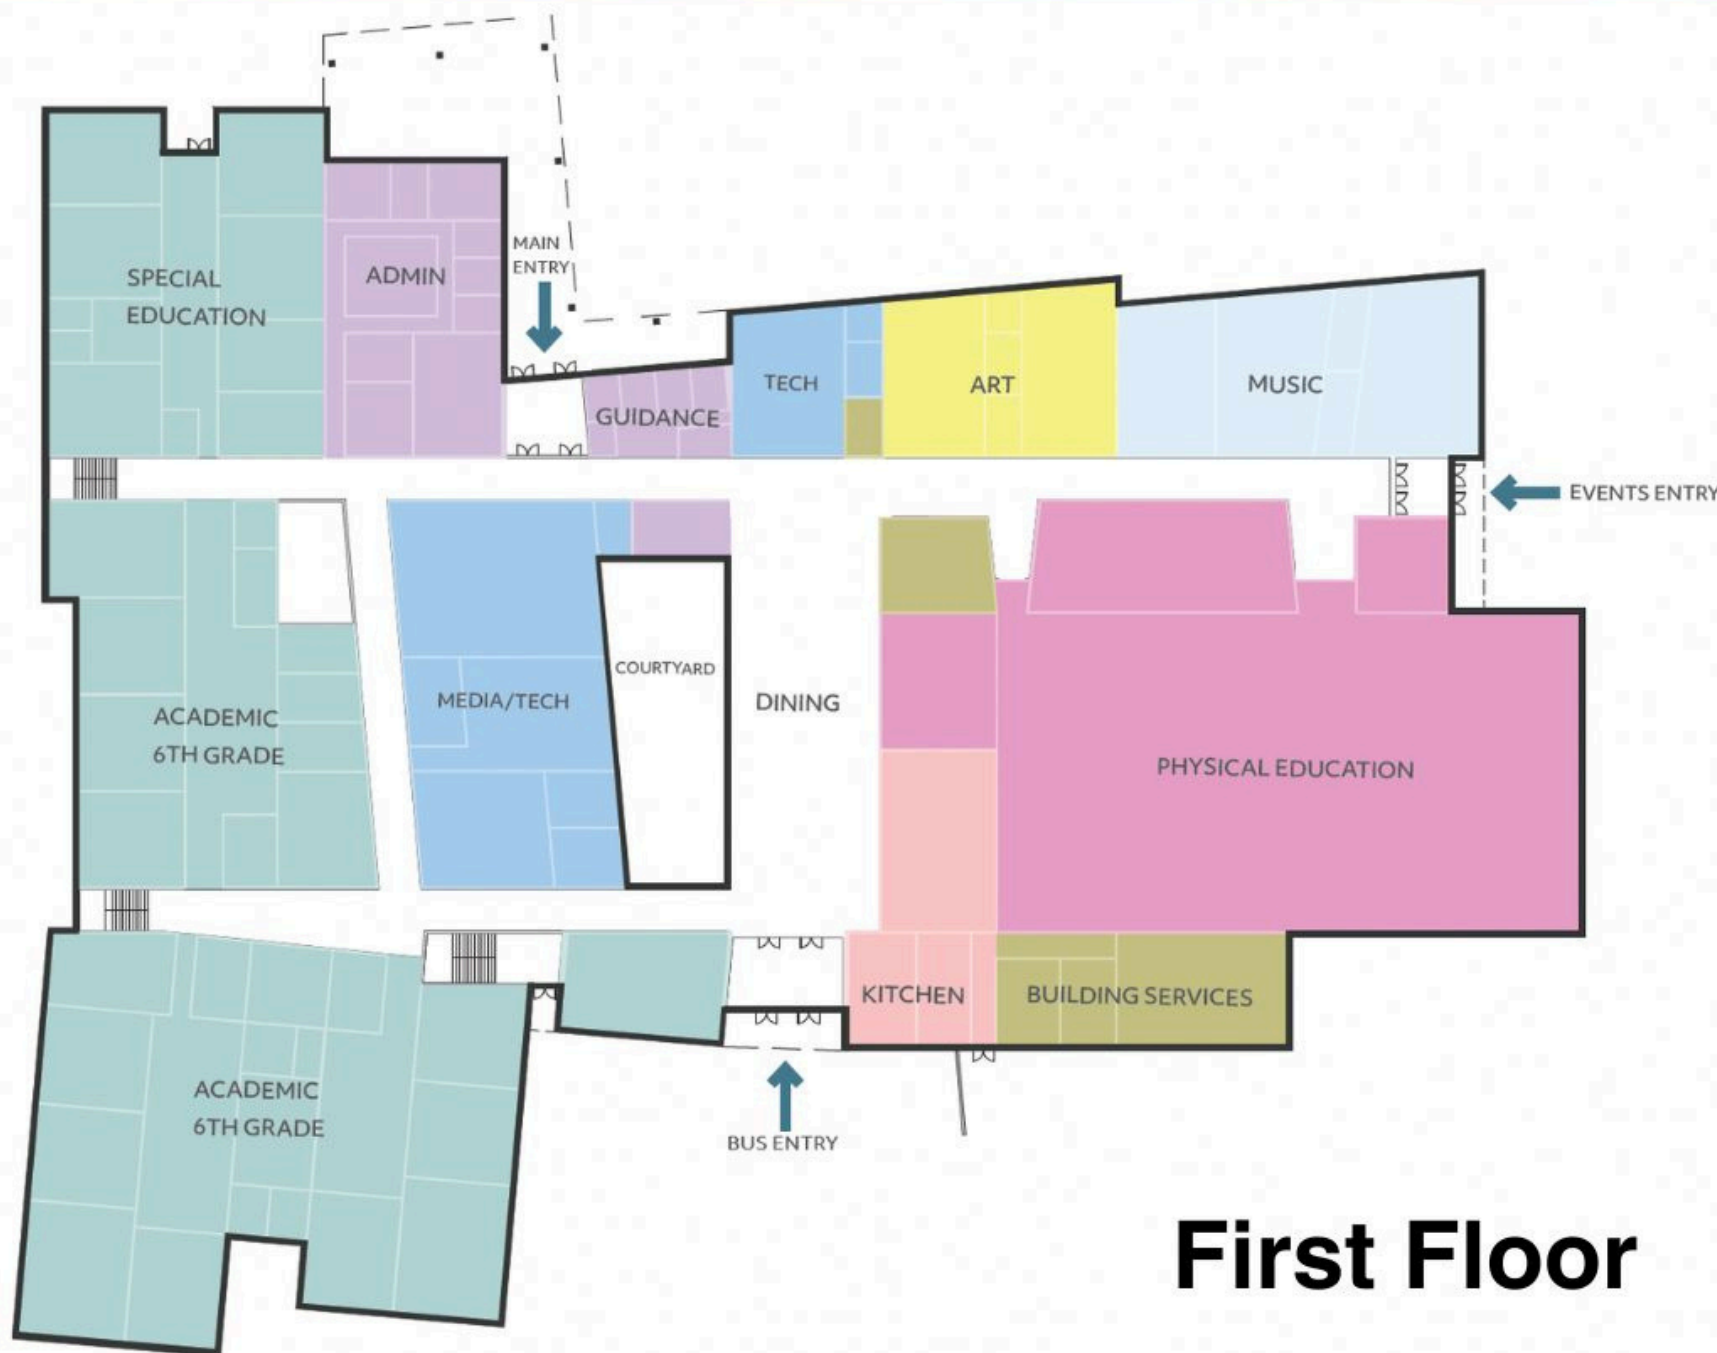 MAIN
ENTRY
SPECIAL
EDUCATION
ADMIN
TECH
ART
MUSIC
GUIDANCE
EVENTS ENTRY
COURTYARD
MEDIA/TECH
DINING
ACADEMIC
6TH GRADE
PHYSICAL EDUCATION
KITCHEN
BUILDING SERVICES
ACADEMIC
6TH GRADE
BUS ENTRY
First Floor